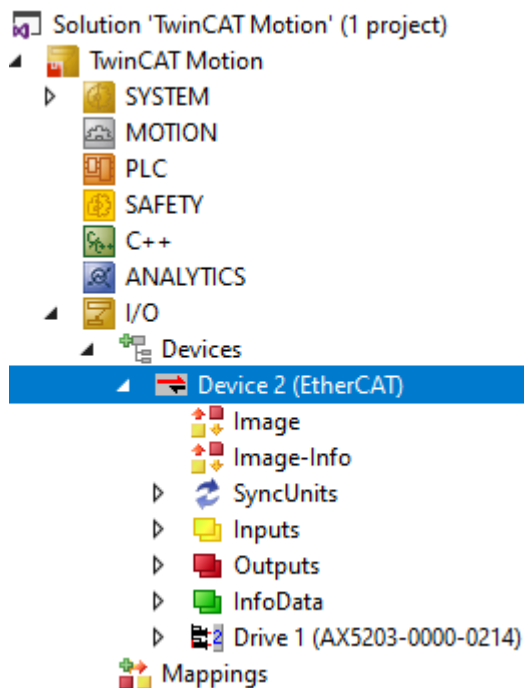 Solution 'TwinCAT Motion' (1 project)
TwinCAT Motion
SYSTEM
MOTION
PLC
SAFETY
C++
ANALYTICS
I/O
Devices
Device 2 (EtherCAT)
Image
Image-Info
SyncUnits
Inputs
Outputs
InfoData
Drive 1 (AX5203-0000-0214)
Mappings